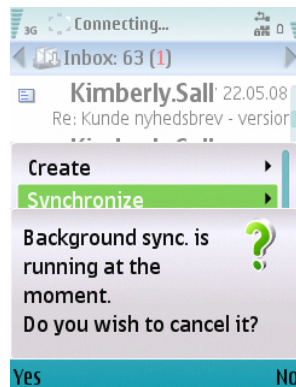 3G Connecting...
Inbox: 63 (1)
Kimberly.Sall 22.05.08
Re: Kunde nyhedsbrev - version
Create
Synchronize
Background sync. is
running at the
moment.
Do you wish to cancel it?
Yes No